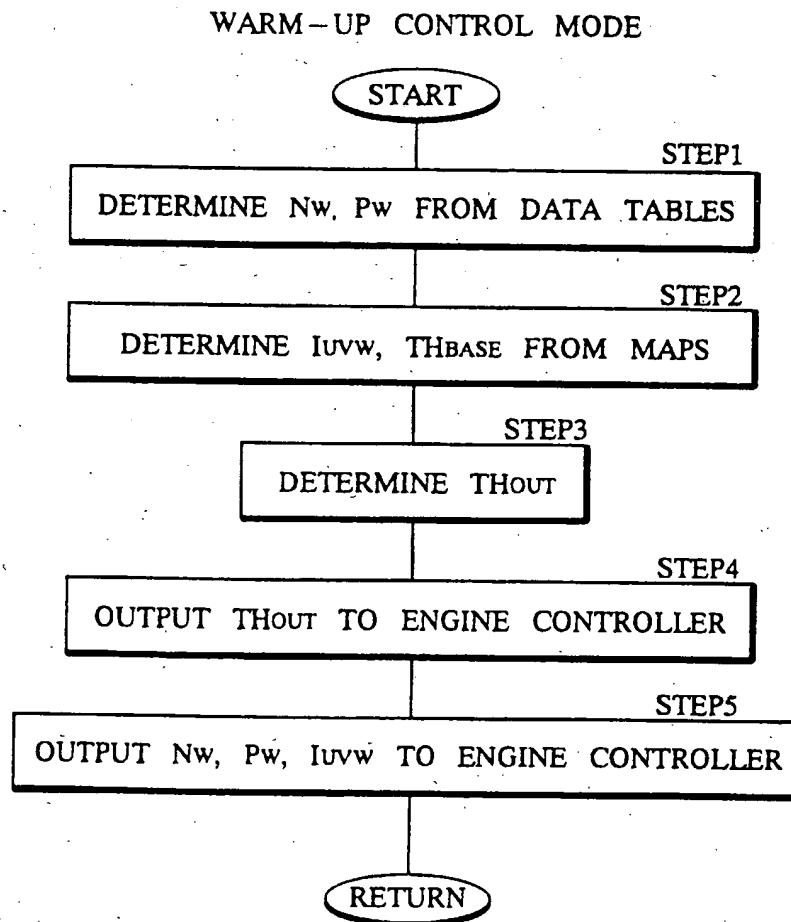 WARM-UP CONTROL MODE
START
STEP1
DETERMINE NW, PW FROM DATA TABLES
STEP2
DETERMINE IUVW, THBASE FROM MAPS
STEP3
DETERMINE THOUT
STEP4
OUTPUT THOUT TO ENGINE CONTROLLER
STEP5
OUTPUT NW, PW, IUVW TO ENGINE CONTROLLER
RETURN